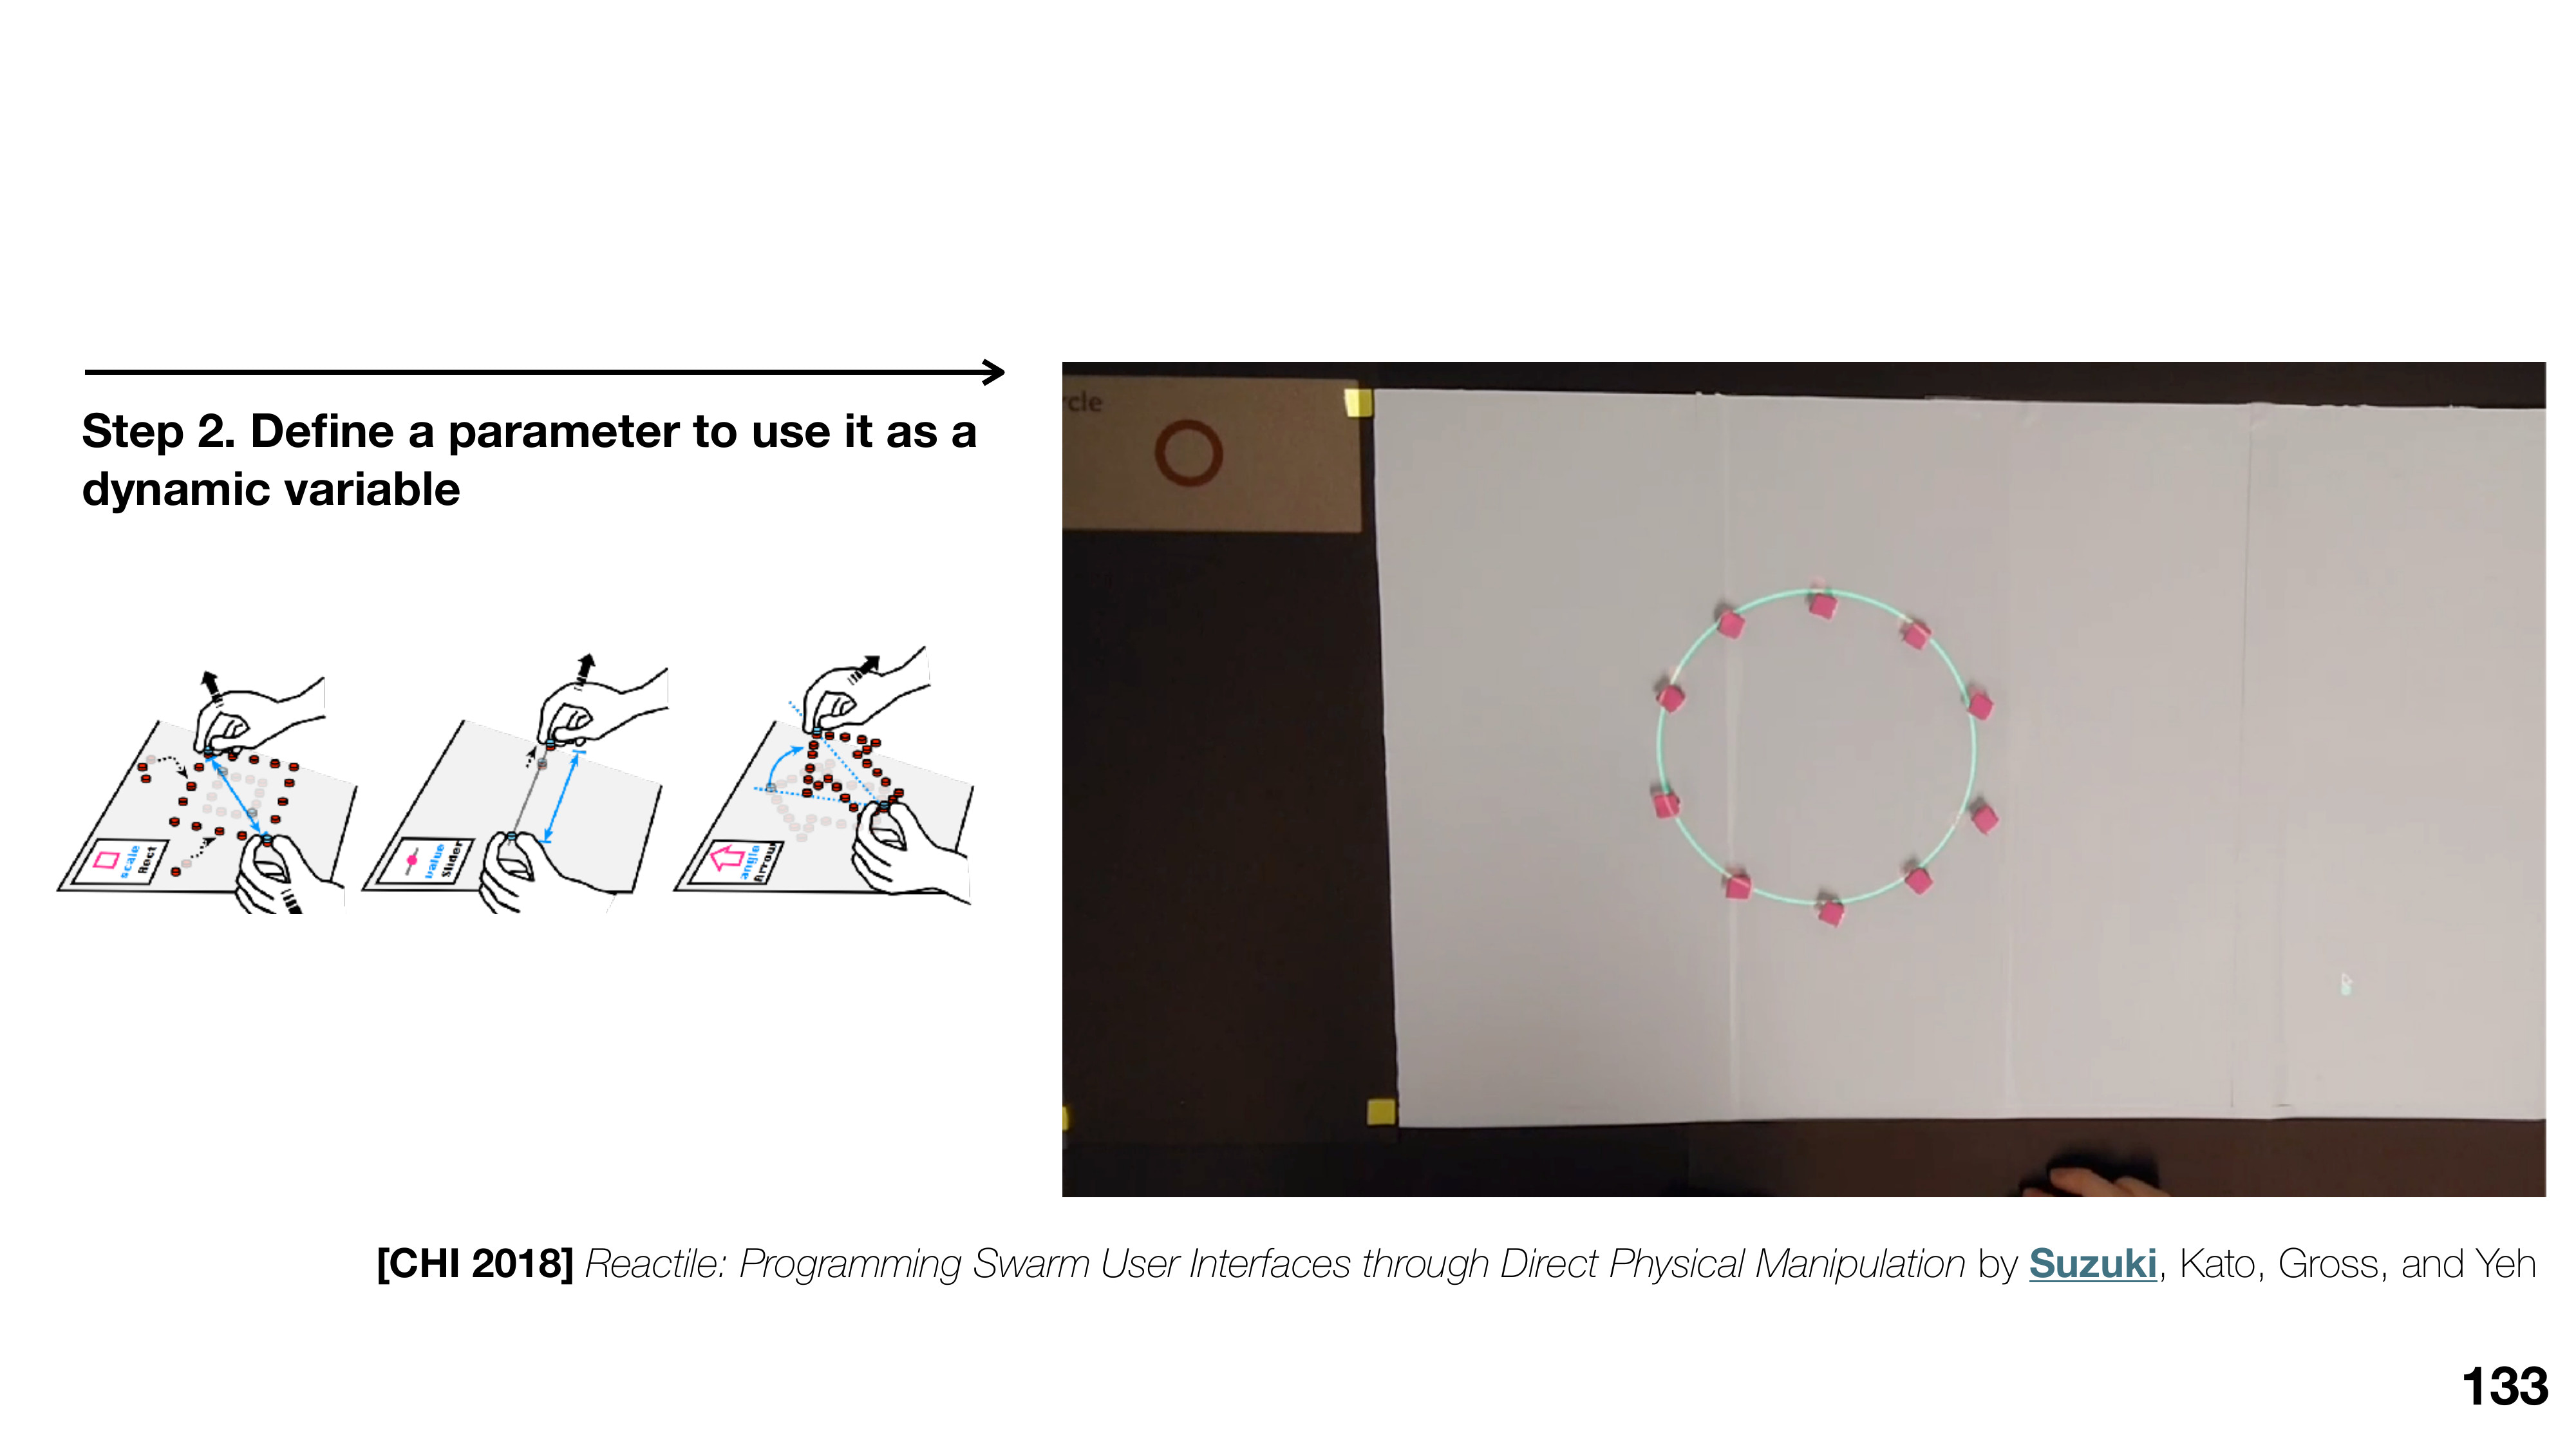 Step 2. Define a parameter to use it as a
dynamic variable
scale
Rect
value
Slider
angle
Arrow
rcle
[CHI 2018] Reactile: Programming Swarm User Interfaces through Direct Physical Manipulation by Suzuki, Kato, Gross, and Yeh
133